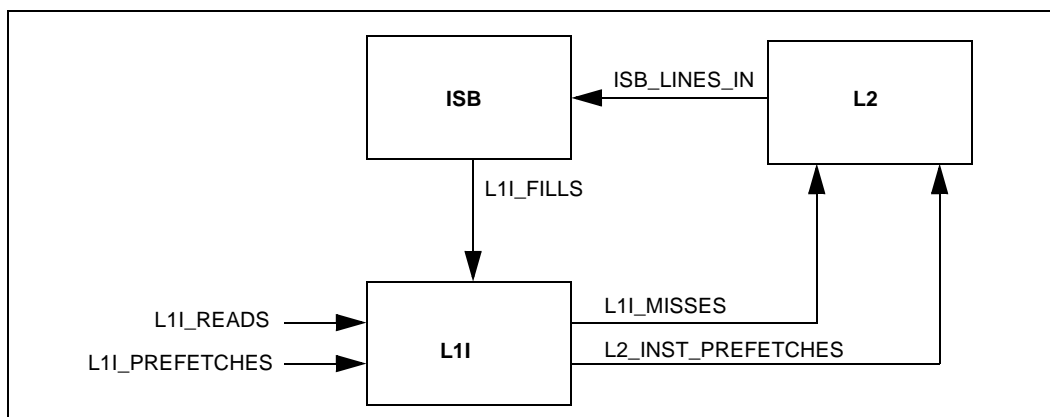 ISB_LINES_IN
ISB
L2
L1I_FILLS
L1I_READS
L1I_MISSES
L1I_PREFETCHES
L1I
L2_INST_PREFETCHES